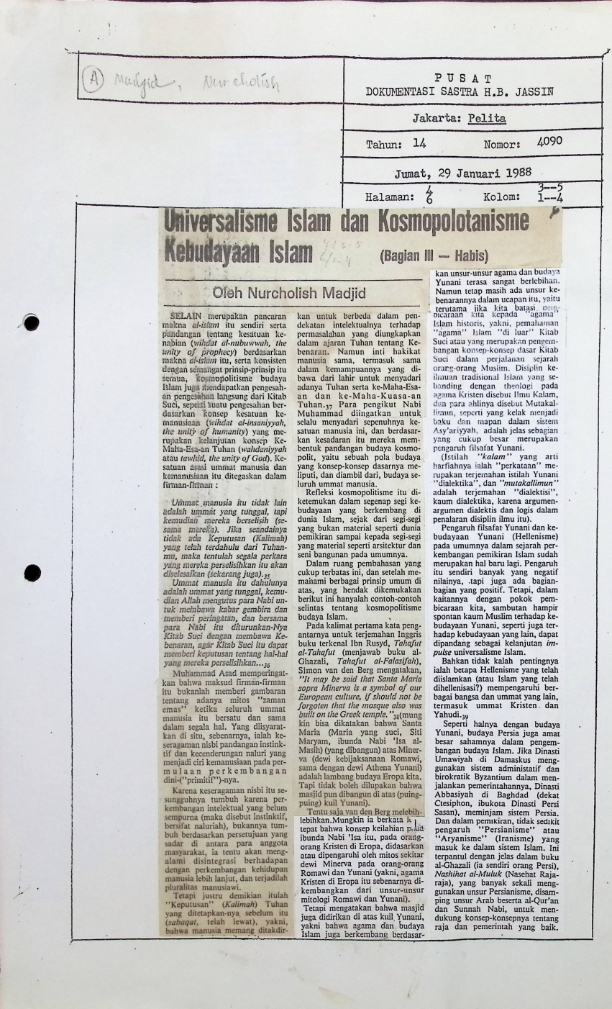 A Madjid, Nurcholish
P U S A T
DOKUMENTASI SASTRA H.B. JASSIN
Jakarta: Pelita
Tahun: 14 Nomor: 4090
Jumat, 29 Januari 1988
Halaman: 4 6 Kolom: 3--5 1--4
Universalisme Islam dan Kosmopolotanisme
Kebudayaan Islam (Bagian III — Habis)
Oleh Nurcholish Madjid
SELAIN merupakan pancaran
makna al-islam itu sendiri serta
pandangan tentang kesatuan ke-
nabian (wihdat al-nubuwwah, the
unity of prophecy) berdasarkan
makna al-islam itu, serta konsisten
dengan semangat prinsip-prinsip itu
semua, kosmopolitisme budaya
Islam juga mendapatkan pengesah-
an pengesahan langsung dari Kitab
Suci, seperti suatu pengesahan ber-
dasarkan konsep kesatuan ke-
manusiaan (wihdat al-insaniyyah,
the unity of humanity) yang me-
rupakan kelanjutan konsep Ke-
Maha-Esa-an Tuhan (wahdaniyyah
atau tawhid, the unity of God). Ke-
satuan asasi ummat manusia dan
kemanusiaan itu ditegaskan dalam
firman-firman :
Ummat manusia itu tidak lain
adalah ummat yang tunggal, tapi
kemudian mereka berselisih (se-
sama mereka). Jika seandainya
tidak ada Keputusan (Kalimah)
yang telah terdahulu dari Tuhan-
mu, maka tentulah segala perkara
yang mereka perselisihkan itu akan
diselesaikan (sekarang juga).35
Ummat manusia itu dahulunya
adalah ummat yang tunggal, kemu-
dian Allah mengutus para Nabi un-
tuk membawa kabar gembira dan
memberi peringatan, dan bersama
para Nabi itu diturunkan-Nya
Kitab Suci dengan membawa Ke-
benaran, agar Kitab Suci itu dapat
memberi keputusan tentang hal-hal
yang mereka perselisihkan...36
Muhammad Asad memperingat-
kan bahwa maksud firman-firman
itu bukanlah memberi gambaran
tentang adanya mitos "zaman
emas" ketika seluruh ummat
manusia itu bersatu dan sama
dalam segala hal. Yang diisyarat-
kan di situ, sebenarnya, ialah ke-
seragaman nisbi pandangan instink-
tif dan kecenderungan naluri yang
menjadi ciri kemanusiaan pada per-
mulaan perkembangan
dini-("primitif")-nya.
Karena keseragaman nisbi itu se-
sungguhnya tumbuh karena per-
kembangan intelektual yang belum
sempurna (maka disebut instinkif,
bersifat naluriah), bukannya tum-
buh berdasarkan persetujuan yang
sadar di antara para anggota
masyarakat, ia tentu akan meng-
alami disintegrasi berhadapan
dengan perkembangan kehidupan
manusia lebih lanjut, dan terjadilah
pluralitas manusiawi.
Tetapi justru demikian itulah
"Keputusan" (Kalimah) Tuhan
yang ditetapkan-nya sebelum itu
(sabaqat, telah lewat), yakni,
bahwa manusia memang ditakdir-
kan untuk berbeda dalam pen-
dekatan intelektualnya terhadap
permasalahan yang diungkapkan
dalam ajaran Tuhan tentang Ke-
benaran. Namun inti hakikat
manusia sama, termasuk sama
dalam kemampuannya yang di-
bawa dari lahir untuk menyadari
adanya Tuhan serta ke-Maha-Esa-
an dan ke-Maha-Kuasa-an
Tuhan.37 Para pengikut Nabi
Muhammad diingatkan untuk
selalu menyadari sepenuhnya ke-
satuan manusia ini, dan berdasar-
kan kesadaran itu mereka mem-
bentuk pandangan budaya kosmo-
polit, yaitu sebuah pola budaya
yang konsep-konsep dasarnya me-
liputi, dan diambil dari, budaya se-
luruh ummat manusia.
Refleksi kosmopolitisme itu di-
ketemukan dalam segenap segi ke-
budayaan yang berkembang di
dunia Islam, sejak dari segi-segi
yang bukan material seperti dunia
pemikiran sampai kepada segi-segi
yang material seperti arsitektur dan
seni bangunan pada umumnya.
Dalam ruang pembahasan yang
cukup terbatas ini, dan setelah me-
mahami berbagai prinsip umum di
atas, yang hendak dikemukakan
berikut ini hanyalah contoh-contoh
selintas tentang kosmopolitisme
budaya Islam.
Pada kalimat pertama kata peng-
antarnya untuk terjemahan Inggris
buku terkenal Ibn Rusyd, Tahaful
al-Tahaful (menjawab buku al-
Ghazali, Tahaful al-Falasifah),
Simon van den Berg mengatakan,
"It may be said that Santa Maria
sopra Minerva is a symbol of our
European culture, if should not be
forgotten that the mosque also was
built on the Greek temple."38(mung
kin bisa dikatakan bahwa Santa
Maria (Maria yang suci, Siti
Maryam, ibunda Nabi 'Isa al-
Masih) (yang dibangun) atas Miner-
va (dewi kebijaksanaan Romawi,
sama dengan dewi Athena Yunani)
adalah lambang budaya Eropa kita.
Tapi tidak boleh dilupakan bahwa
masjid pun dibangun di atas (puing-
puing) kuil Yunani).
Tentu saja van den Berg melebih-
lebihkan.Mungkin ia berkata
tepat bahwa konsep keilahian pada
ibunda Nabi 'Isa itu, pada orang-
orang Kristen di Eropa, didasarkan
atau dipengaruhi oleh mitos sekitar
dewi Minerva pada orang-orang
Romawi dan Yunani (yakni, agama
Kristen di Eropa itu sebenarnya di-
kembangkan dari unsur-unsur
mitologi Romawi dan Yunani).
Tetapi mengatakan bahwa masjid
juga didirikan di atas kuil Yunani,
yakni bahwa agama dan budaya
Islam juga berkembang berdasar-
kan unsur-unsur agama dan budaya
Yunani terasa sangat berlebihan.
Namun tetap masih ada unsur ke-
benarannya dalam ucapan itu, yaitu
terutama jika kita batasi pem-
bicaraan kita kepada "agama"
Islam historis, yakni, pemahaman
"agama" Islam "di luar" Kitab
Suci atau yang merupakan pengem-
bangan konsep-konsep dasar Kitab
Suci dalam perjalanan sejarah
orang-orang Muslim. Disiplin ke-
ilmuan tradisional Islam yang se-
banding dengan theologi pada
agama Kristen disebut Ilmu Kalam,
dan para ahlinya disebut Mutakal-
limun, seperti yang kelak menjadi
baku dan mapan dalam sistem
Asy'ariyyah, adalah jelas sebagian
yang cukup besar merupakan
pengaruh filsafat Yunani.
(Istilah "kalam" yang arti
harfiahnya ialah "perkataan" me-
rupakan terjemahan istilah Yunani
"dialektika", dan "mutakallimun"
adalah terjemahan "dialektisi",
kaum dialektika, karena argumen-
argumen dialektis dan logis dalam
penalaran disiplin ilmu itu).
Pengaruh filsafat Yunani dan ke-
budayaan Yunani (Hellenisme)
pada umumnya dalam sejarah per-
kembangan pemikiran Islam sudah
merupakan hal baru lagi. Pengaruh
itu sendiri banyak yang negatif
nilainya, tapi juga ada bagian-
bagian yang positif. Tetapi, dalam
kaitannya dengan pokok pem-
bicaraan kita, sambutan hampir
spontan kaum Muslim terhadap ke-
budayaan Yunani, seperti juga ter-
hadap kebudayaan yang lain, dapat
dipandang sebagai kelanjutan im-
pulse universalisme Islam.
Bahkan tidak kalah pentingnya
ialah betapa Hellenisme yang telah
diislamkan (atau Islam yang telah
dihellenisasi?) mempengaruhi ber-
bagai bangsa dan ummat yang lain,
termasuk ummat Kristen dan
Yahudi.39
Seperti halnya dengan budaya
Yunani, budaya Persia juga amat
besar sahamnya dalam pengem-
bangan budaya Islam. Jika Dinasti
Umawiyah di Damaskus meng-
gunakan sistem administatif dan
birokratik Byzantium dalam men-
jalankan pemerintahannya, Dinasti
Abbasiyah di Baghdad (dekat
Ctesiphon, ibukota Dinasti Persi
Sasan), meminjam sistem Persia.
Dan dalam pemikiran, tidak sedikit
pengaruh "Persianisme" atau
"Aryanisme" (Iranisme) yang
masuk ke dalam sistem Islam. Ini
terpantul dengan jelas dalam buku
al-Ghazali (ia sendiri orang Persi),
Nashihat al-Muluk (Nasehat Raja-
raja), yang banyak sekali meng-
gunakan unsur Persianisme, disam-
ping unsur Arab beserta al-Qur'an
dan Sunnah Nabi, untuk men-
dukung konsep-konsepnya tentang
raja dan pemerintah yang baik.